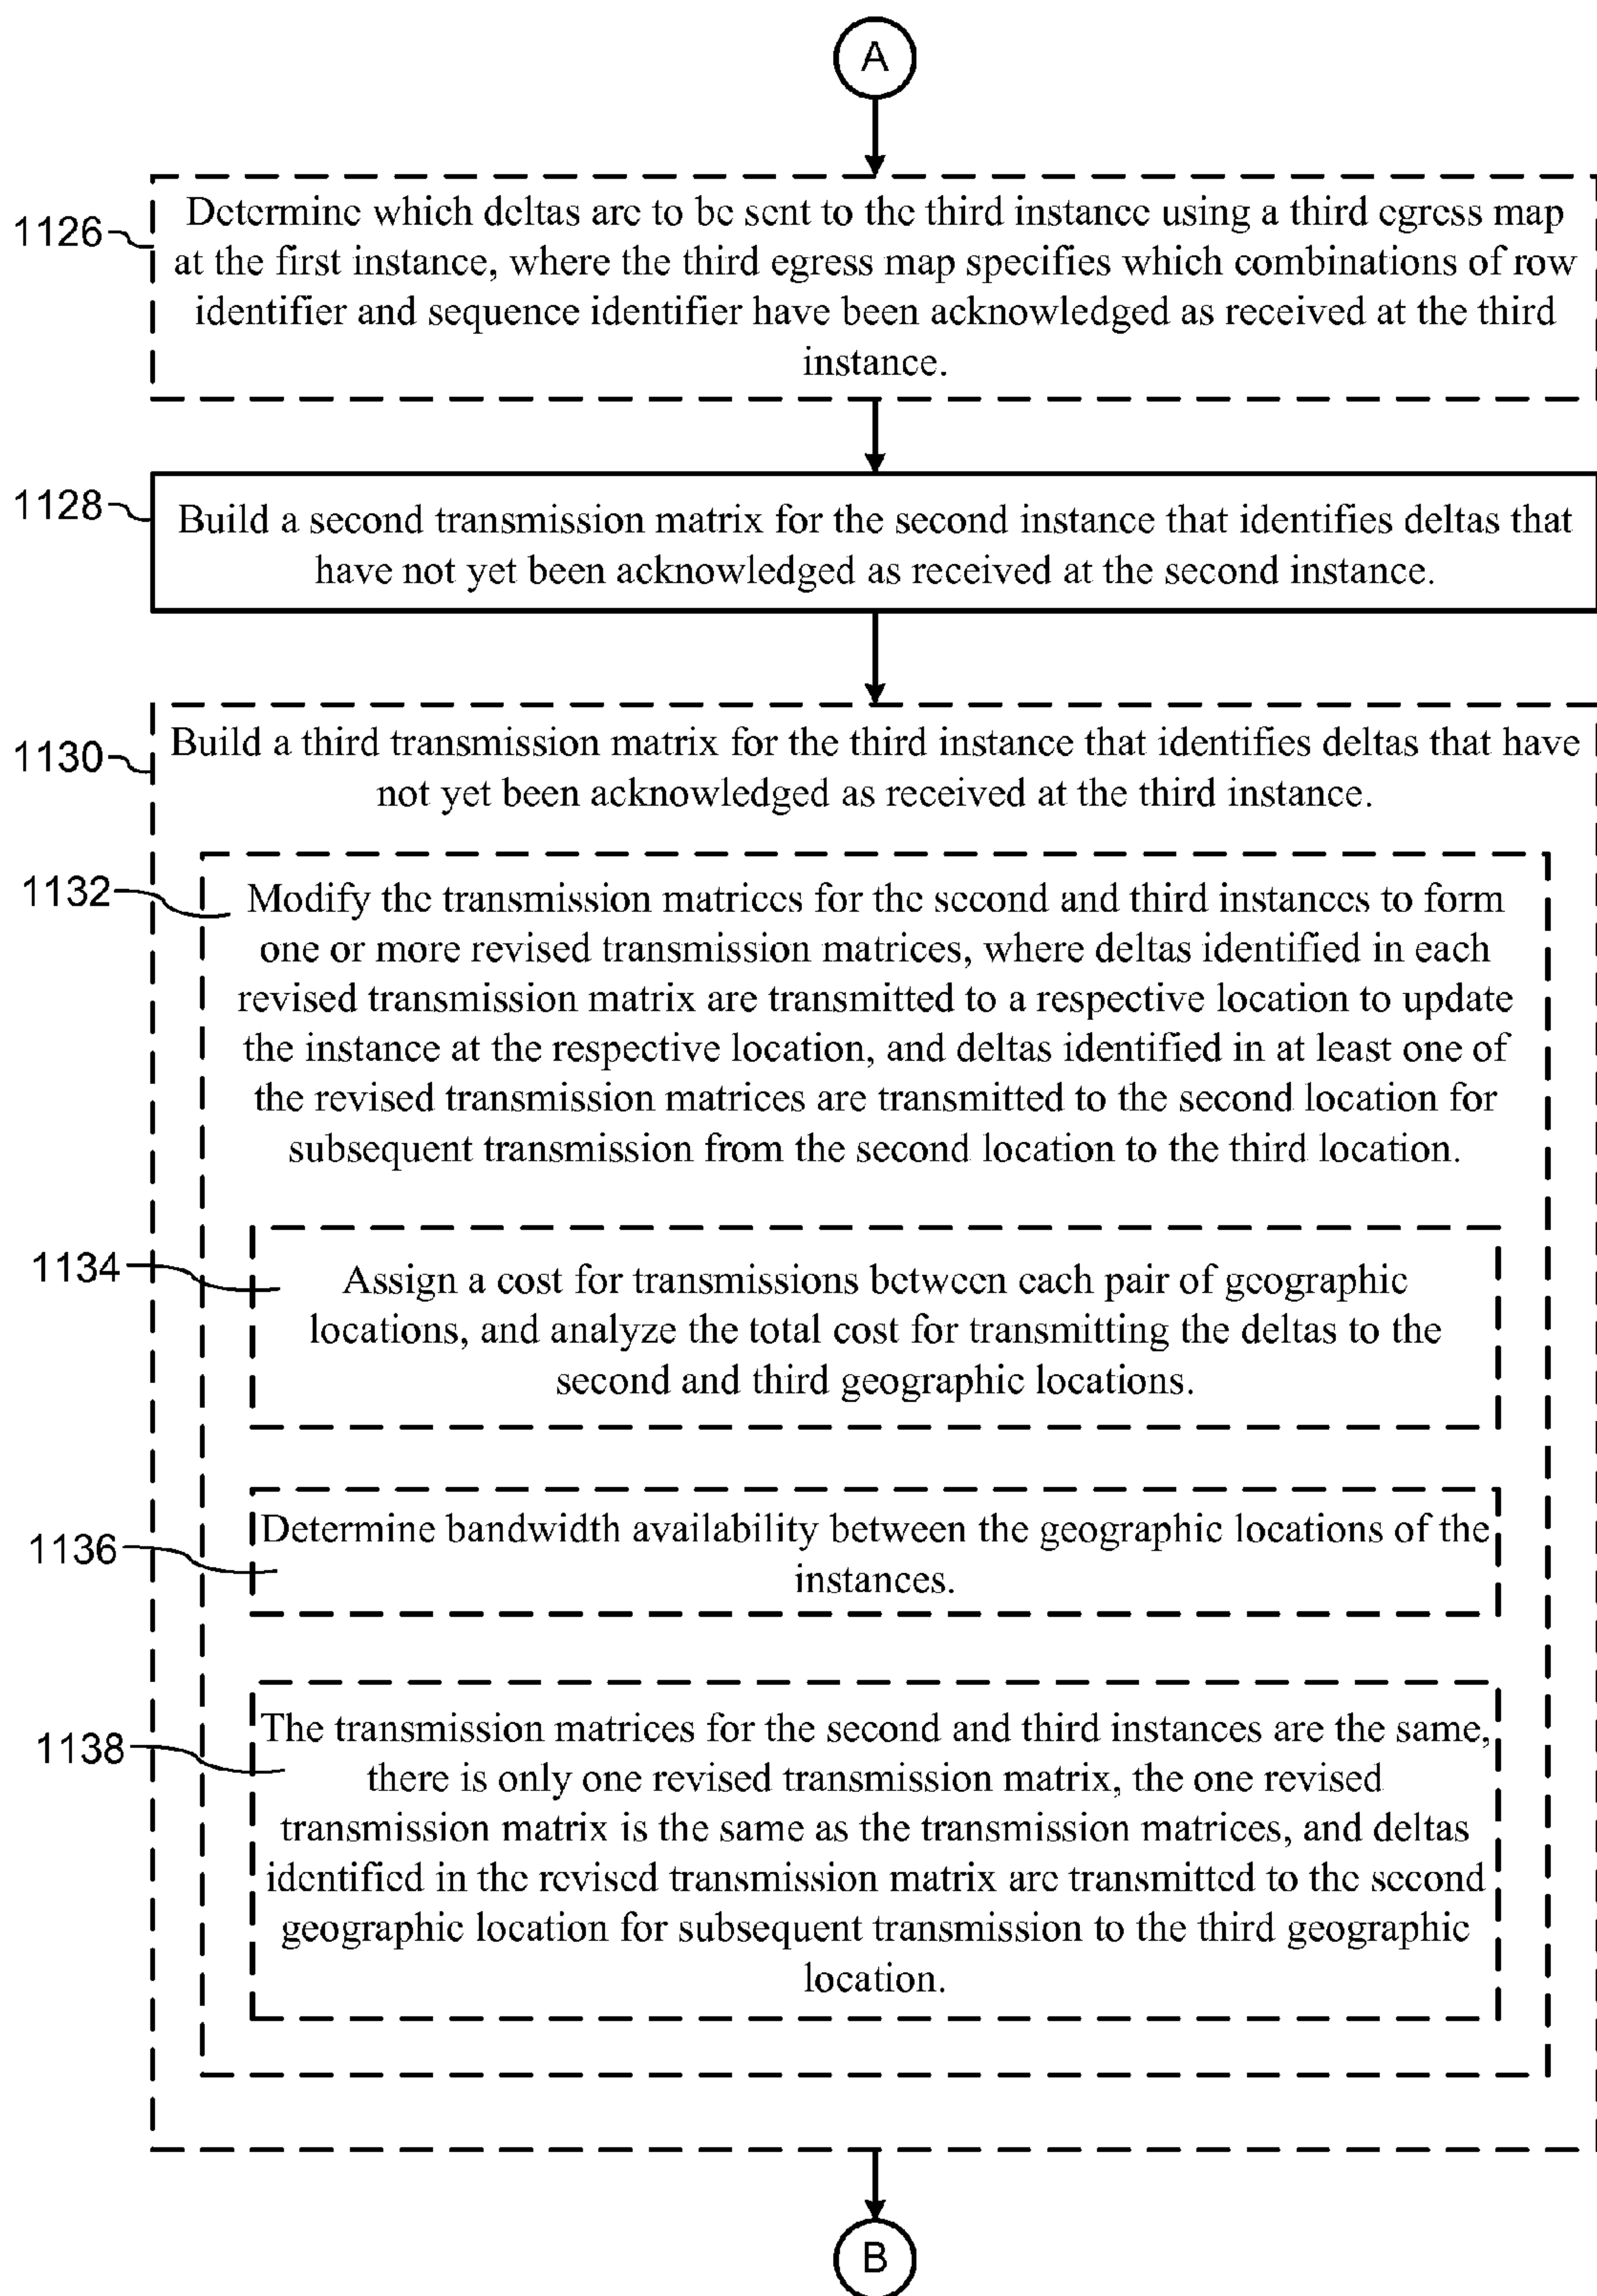 A
1126
Determine which deltas are to be sent to the third instance using a third egress map
at the first instance, where the third egress map specifies which combinations of row
identifier and sequence identifier have been acknowledged as received at the third
instance.
1128
Build a second transmission matrix for the second instance that identifies deltas that
have not yet been acknowledged as received at the second instance.
1130
Build a third transmission matrix for the third instance that identifies deltas that have
not yet been acknowledged as received at the third instance.
1132
Modify the transmission matrices for the second and third instances to form
one or more revised transmission matrices, where deltas identified in each
revised transmission matrix are transmitted to a respective location to update
the instance at the respective location, and deltas identified in at least one of
the revised transmission matrices are transmitted to the second location for
subsequent transmission from the second location to the third location.
1134
Assign a cost for transmissions between each pair of geographic
locations, and analyze the total cost for transmitting the deltas to the
second and third geographic locations.
1136
Determine bandwidth availability between the geographic locations of the
instances.
1138
The transmission matrices for the second and third instances are the same,
there is only one revised transmission matrix, the one revised
transmission matrix is the same as the transmission matrices, and deltas
identified in the revised transmission matrix are transmitted to the second
geographic location for subsequent transmission to the third geographic
location.
B